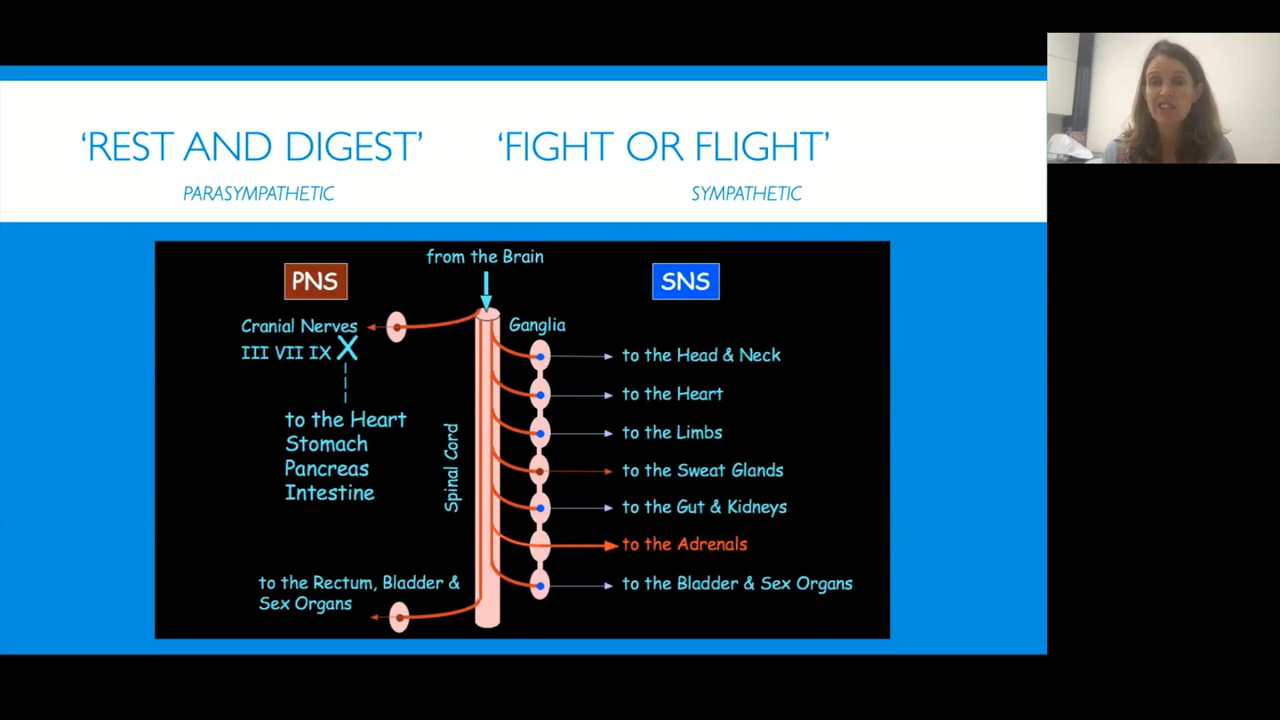 ‘REST AND DIGEST’
‘FIGHT OR FLIGHT’
PARASYMPATHETIC
SYMPATHETIC
from the Brain
PNS
SNS
Cranial Nerves
III VII IX X
Ganglia
to the Heart
Stomach
Pancreas
Intestine
Spinal Cord
to the Rectum, Bladder &
Sex Organs
to the Head & Neck
to the Heart
to the Limbs
to the Sweat Glands
to the Gut & Kidneys
to the Adrenals
to the Bladder & Sex Organs